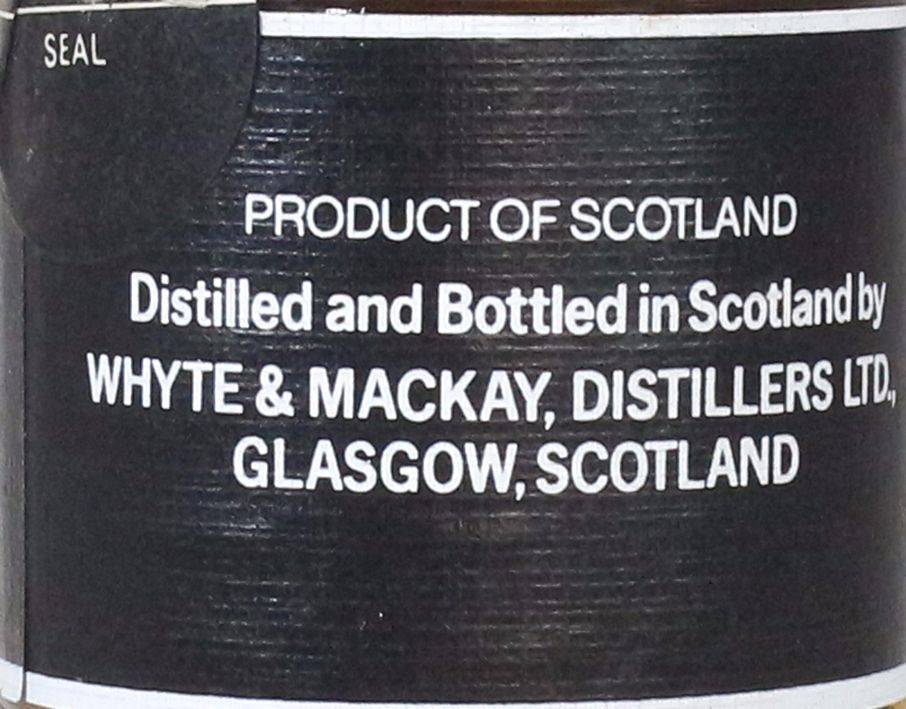 SEAL
PRODUCT OF SCOTLAND
Distilled and Bottled in Scotland by
WHYTE & MACKAY, DISTILLERS LTD.,
GLASGOW, SCOTLAND